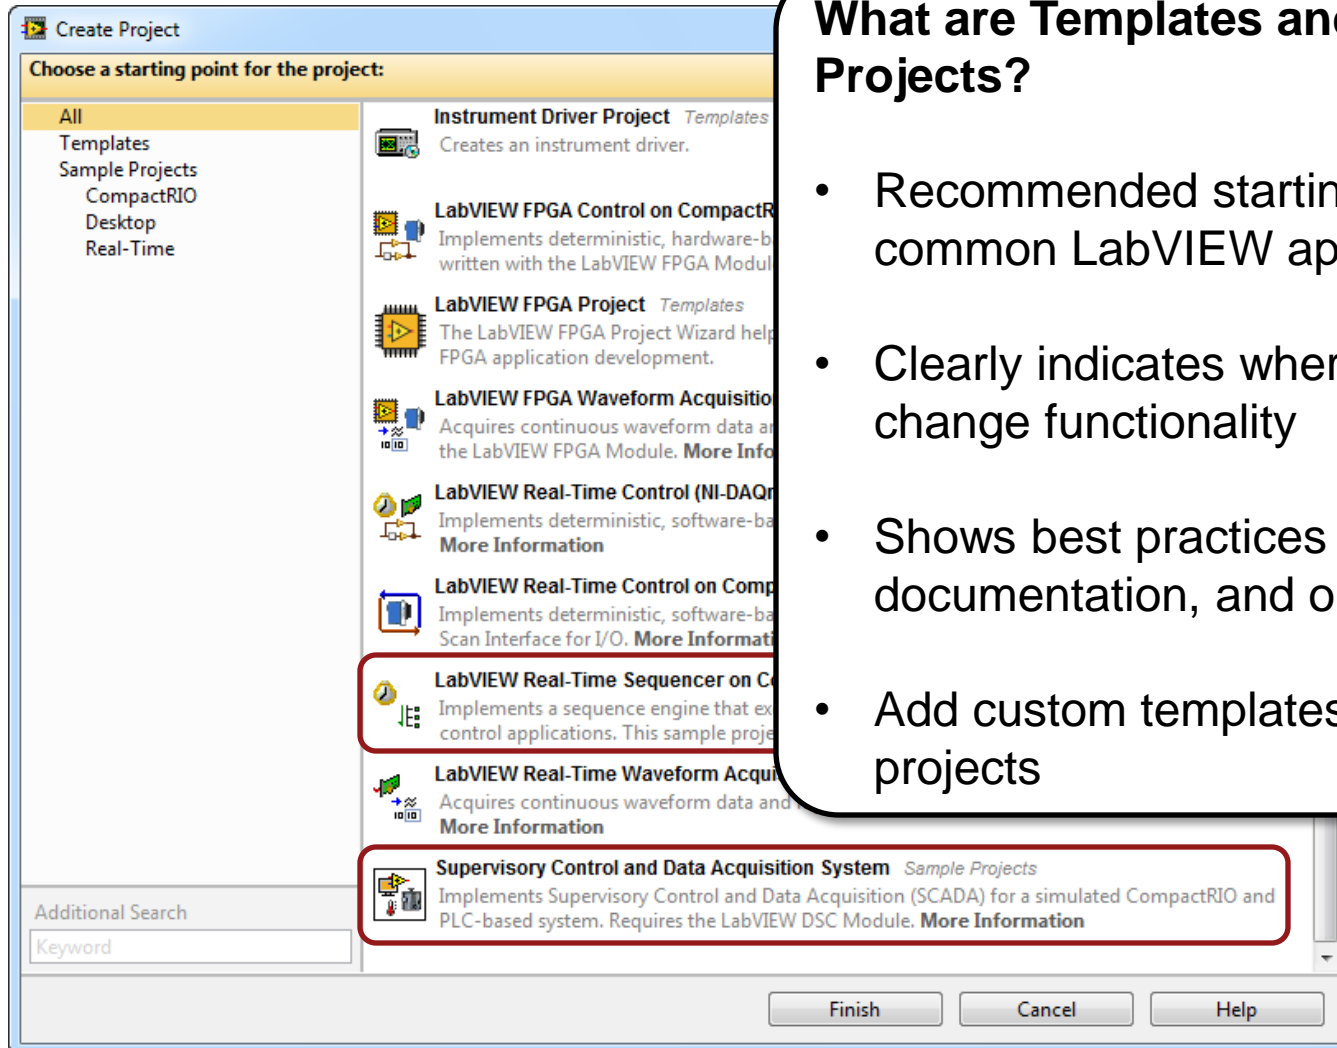 Create Project
Choose a starting point for the project:
All
Templates
Sample Projects
CompactRIO
Desktop
Real-Time
Additional Search
Keyword
Instrument Driver Project Templates
Creates an instrument driver.
LabVIEW FPGA Control on CompactR
Implements deterministic, hardware-b
written with the LabVIEW FPGA Modul
LabVIEW FPGA Project Templates
The LabVIEW FPGA Project Wizard help
FPGA application development.
LabVIEW FPGA Waveform Acquisitio
Acquires continuous waveform data ar
the LabVIEW FPGA Module. More Info
LabVIEW Real-Time Control (NI-DAQm
Implements deterministic, software-ba
More Information
LabVIEW Real-Time Control on Comp
Implements deterministic, software-ba
Scan Interface for I/O. More Informati
LabVIEW Real-Time Sequencer on Co
Implements a sequence engine that ex
control applications. This sample proje
LabVIEW Real-Time Waveform Acqui
Acquires continuous waveform data and
More Information
Supervisory Control and Data Acquisition System Sample Projects
Implements Supervisory Control and Data Acquisition (SCADA) for a simulated CompactRIO and
PLC-based system. Requires the LabVIEW DSC Module. More Information
Finish Cancel Help
What are Templates and
Projects?
• Recommended startin
common LabVIEW ap
• Clearly indicates wher
change functionality
• Shows best practices
documentation, and o
• Add custom templates
projects